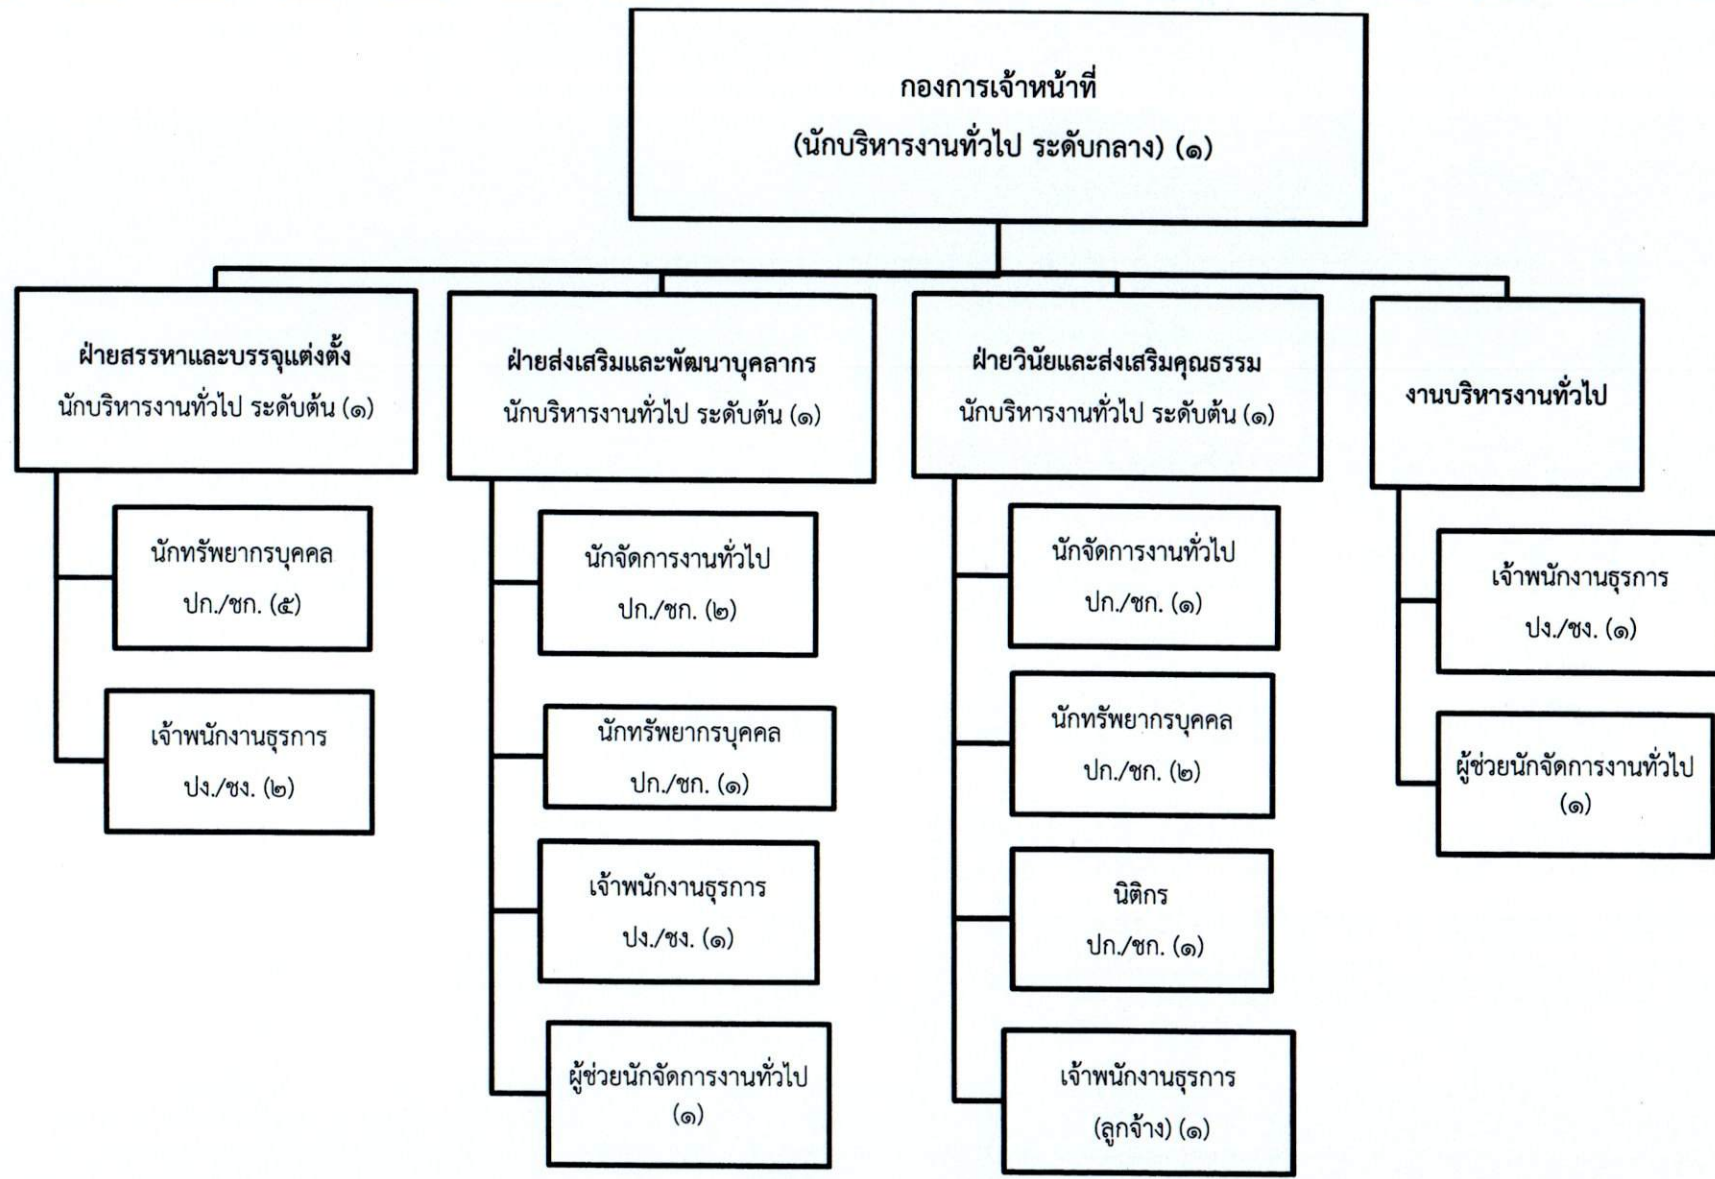 กองการเจ้าหน้าที่
(นักบริหารงานทั่วไป ระดับกลาง) (๑)
ฝ่ายสรรหาและบรรจุแต่งตั้ง
นักบริหารงานทั่วไป ระดับต้น (๑)
นักทรัพยากรบุคคล
ปก./ชก. (๕)
เจ้าพนักงานธุรการ
ปง./ชง. (๒)
ฝ่ายส่งเสริมและพัฒนาบุคลากร
นักบริหารงานทั่วไป ระดับต้น (๑)
นักจัดการงานทั่วไป
ปก./ชก. (๒)
นักทรัพยากรบุคคล
ปก./ชก. (๑)
เจ้าพนักงานธุรการ
ปง./ชง. (๑)
ผู้ช่วยนักจัดการงานทั่วไป
(๑)
ฝ่ายวินัยและส่งเสริมคุณธรรม
นักบริหารงานทั่วไป ระดับต้น (๑)
นักจัดการงานทั่วไป
ปก./ชก. (๑)
นักทรัพยากรบุคคล
ปก./ชก. (๒)
นิติกร
ปก./ชก. (๑)
เจ้าพนักงานธุรการ
(ลูกจ้าง) (๑)
งานบริหารงานทั่วไป
เจ้าพนักงานธุรการ
ปง./ชง. (๑)
ผู้ช่วยนักจัดการงานทั่วไป
(๑)